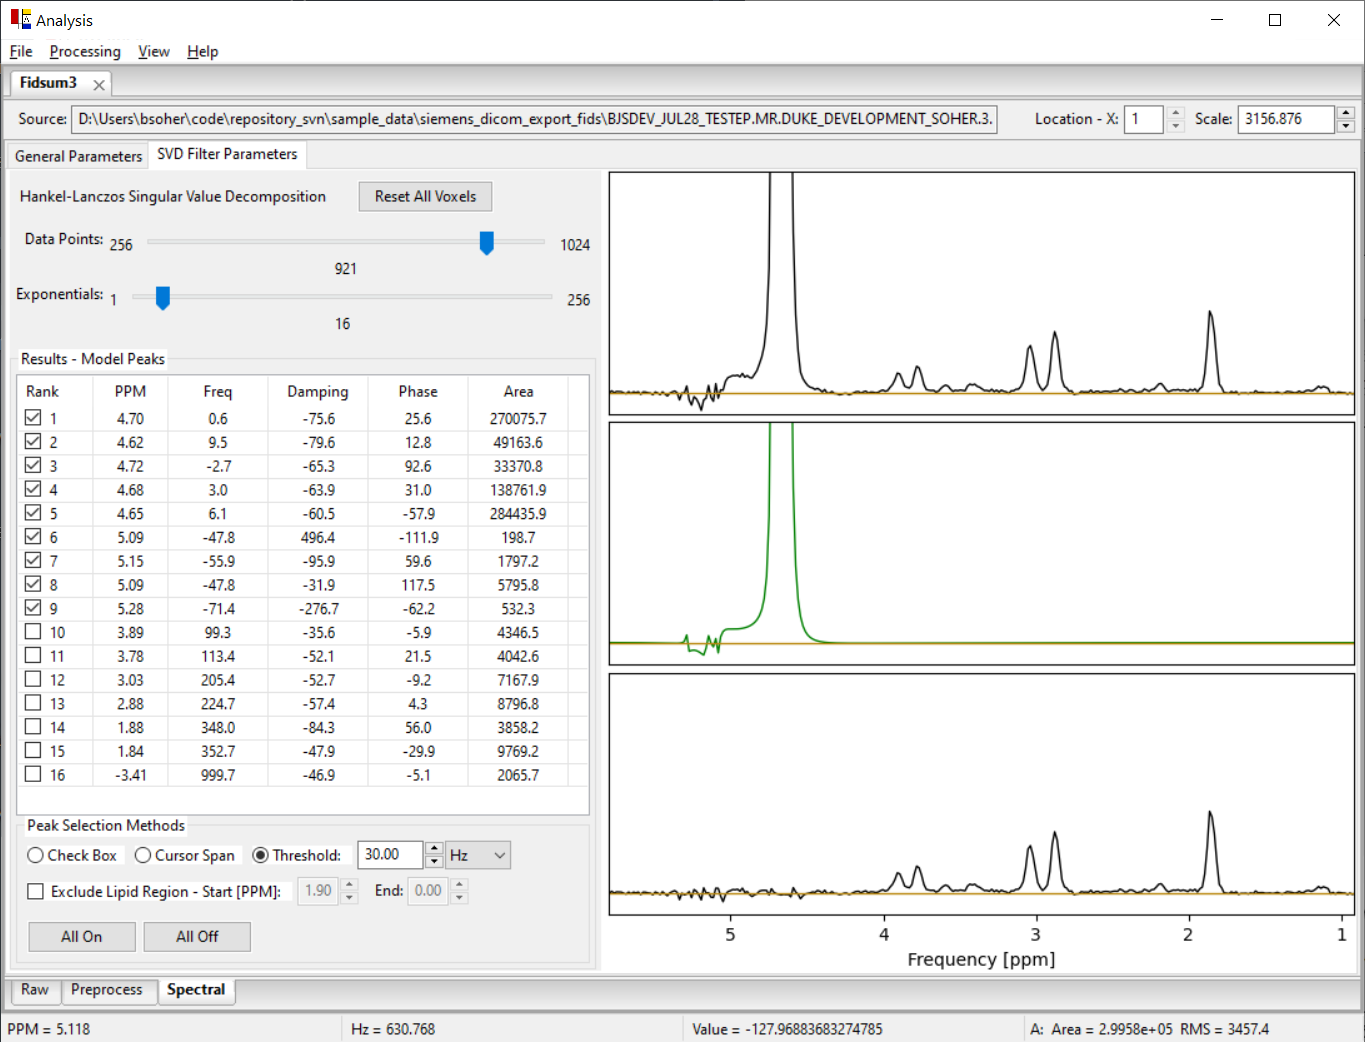 Analysis
File Processing View Help
Fidsum3
Source: D:\Users\bsoher\code\repository_svn\sample_data\siemens_dicom_export_fids\BJSDEV_JUL28_TESTEP.MR.DUKE_DEVELOPMENT_SOHER.3. Location - X: 1 Scale: 3156.876
General Parameters SVD Filter Parameters
Hankel-Lanczos Singular Value Decomposition Reset All Voxels
Data Points: 256 1024
921
Exponentials: 1 256
16
Results - Model Peaks
Rank PPM Freq Damping Phase Area
1 4.70 0.6 -75.6 25.6 270075.7
2 4.62 9.5 -79.6 12.8 49163.6
3 4.72 -2.7 -65.3 92.6 33370.8
4 4.68 3.0 -63.9 31.0 138761.9
5 4.65 6.1 -60.5 -57.9 284435.9
6 5.09 -47.8 496.4 -111.9 198.7
7 5.15 -55.9 -95.9 59.6 1797.2
8 5.09 -47.8 -31.9 117.5 5795.8
9 5.28 -71.4 -276.7 -62.2 532.3
10 3.89 99.3 -35.6 -5.9 4346.5
11 3.78 113.4 -52.1 21.5 4042.6
12 3.03 205.4 -52.7 -9.2 7167.9
13 2.88 224.7 -57.4 4.3 8796.8
14 1.88 348.0 -84.3 56.0 3858.2
15 1.84 352.7 -47.9 -29.9 9769.2
16 -3.41 999.7 -46.9 -5.1 2065.7
Peak Selection Methods
Check Box Cursor Span Threshold: 30.00 Hz
Exclude Lipid Region - Start [PPM]: 1.90 End: 0.00
All On All Off
5 4 3 2 1
Frequency [ppm]
Raw Preprocess Spectral
PPM = 5.118 Hz = 630.768 Value = -127.96883683274785 A: Area = 2.9958e+05 RMS = 3457.4